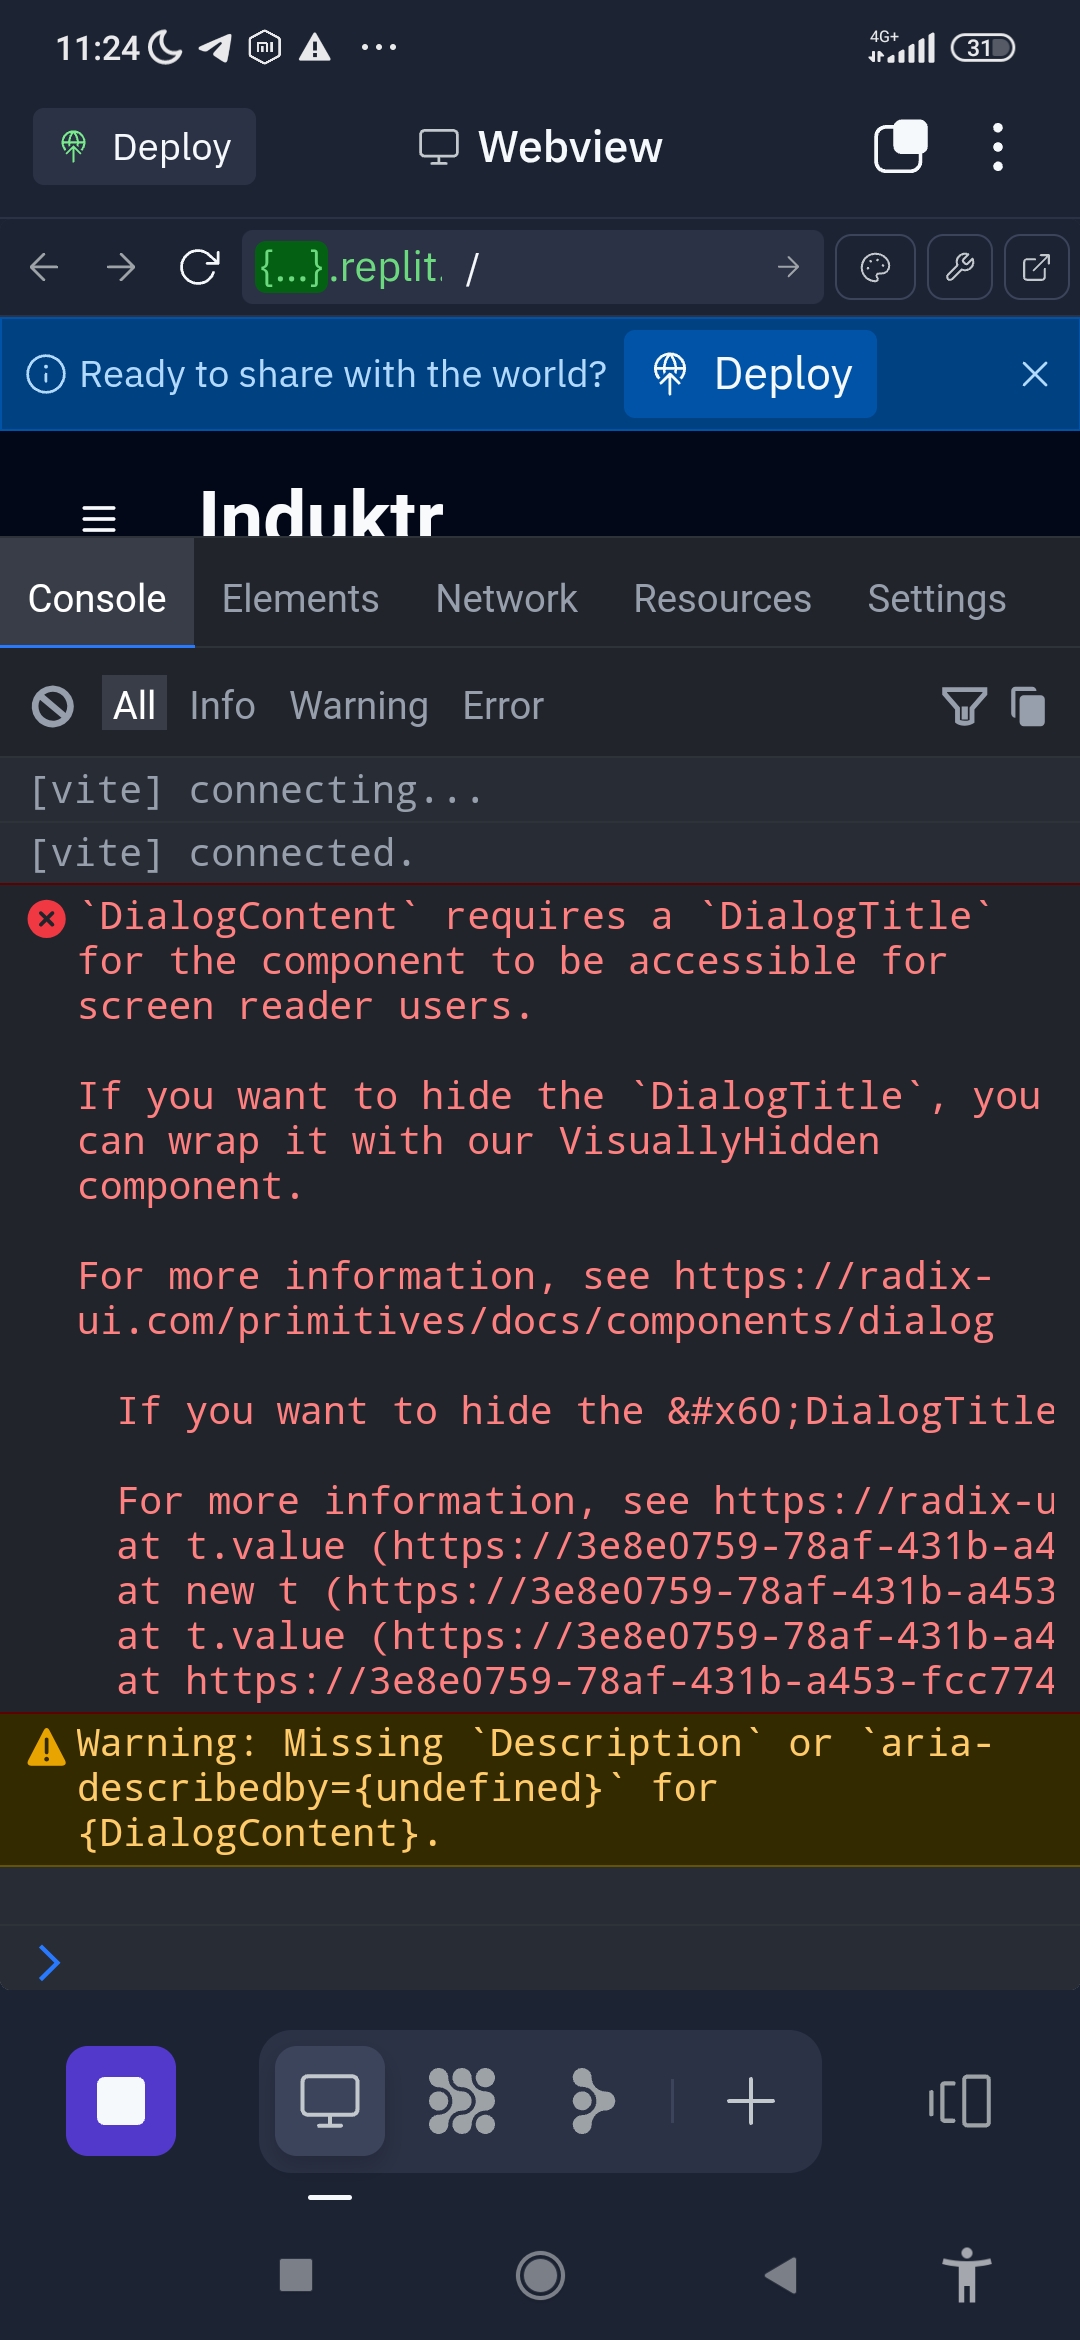 11:24
4G+
31
Deploy
Webview
{...}.replit. /
Ready to share with the world?
Deploy
Induktr
Console Elements Network Resources Settings
All Info Warning Error
[vite] connecting...
[vite] connected.
`DialogContent` requires a `DialogTitle`
for the component to be accessible for
screen reader users.
If you want to hide the `DialogTitle`, you
can wrap it with our VisuallyHidden
component.
For more information, see https://radix-
ui.com/primitives/docs/components/dialog
If you want to hide the &#x60;DialogTitle
For more information, see https://radix-u
at t.value (https://3e8e0759-78af-431b-a4
at new t (https://3e8e0759-78af-431b-a453
at t.value (https://3e8e0759-78af-431b-a4
at https://3e8e0759-78af-431b-a453-fcc774
Warning: Missing `Description` or `aria-
describedby={undefined}` for
{DialogContent}.